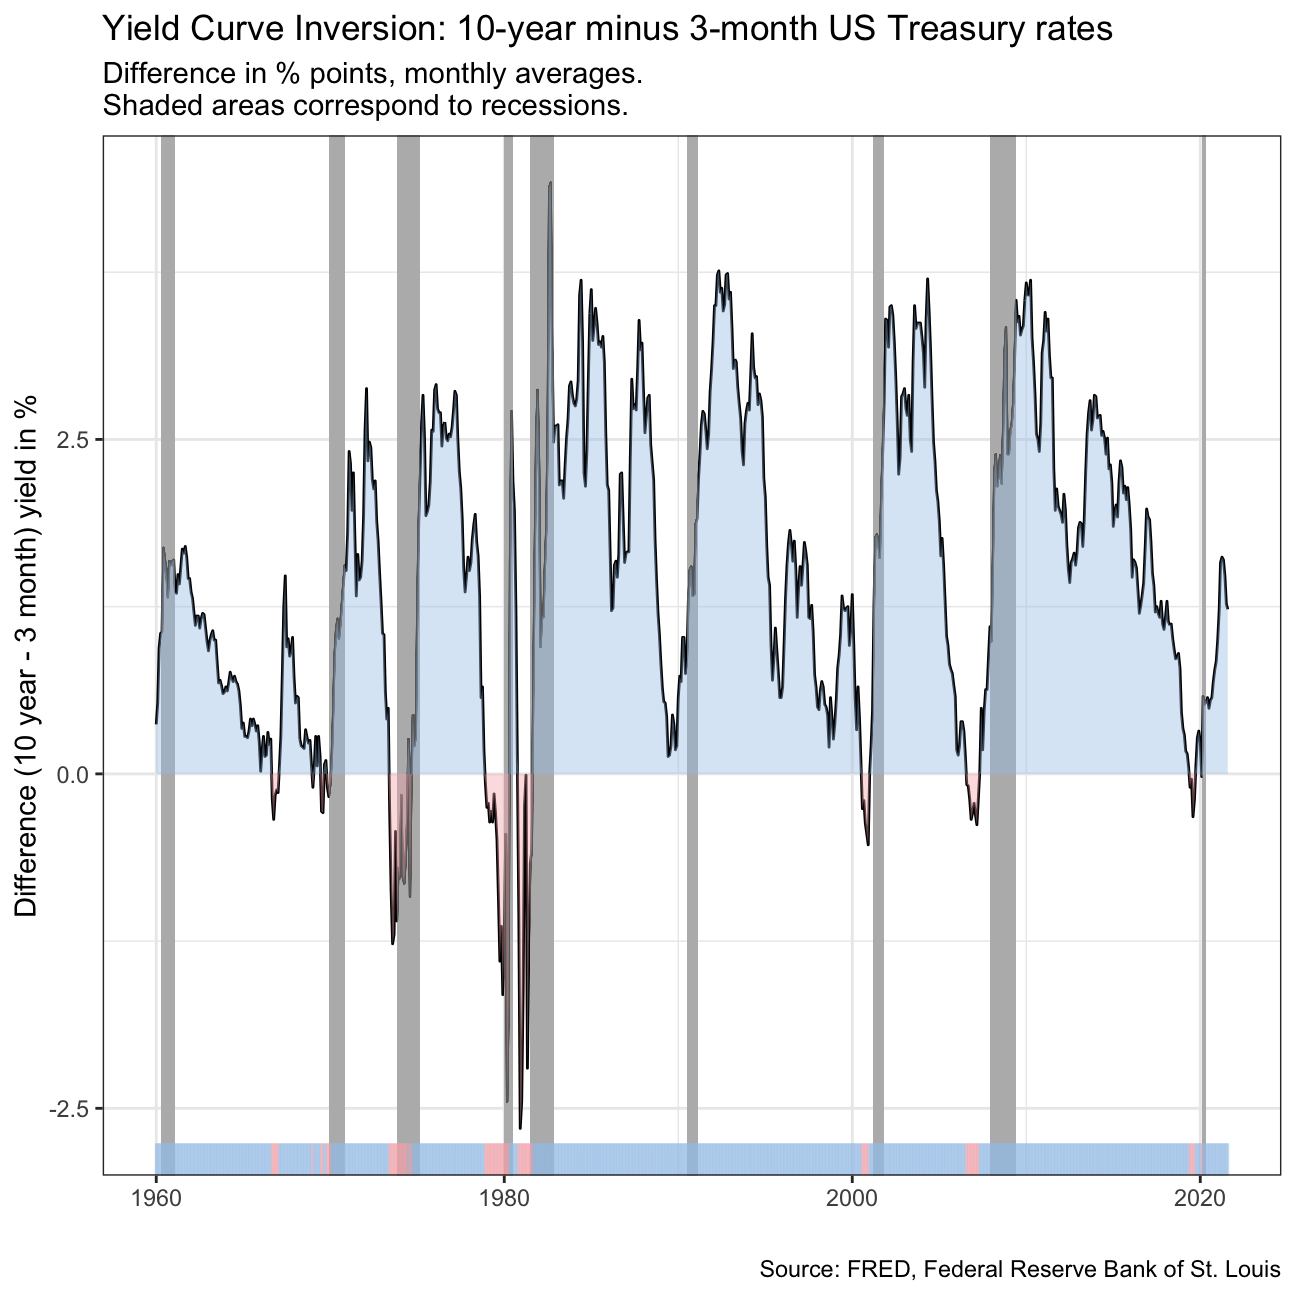 Yield Curve Inversion: 10-year minus 3-month US Treasury rates
Difference in % points, monthly averages.
Shaded areas correspond to recessions.
Difference (10 year - 3 month) yield in %
2.5
0.0
-2.5
1960
1980
2000
2020
Source: FRED, Federal Reserve Bank of St. Louis